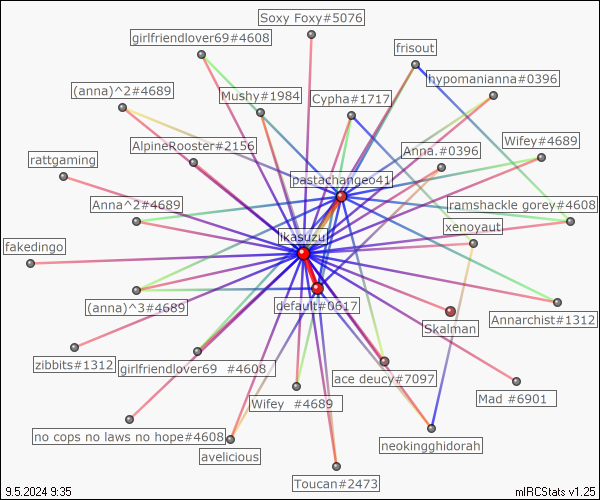 Soxy Foxy#5076
girlfriendlover69#4608
frisout
hypomanianna#0396
(anna)^2#4689
Mushy#1984
Cypha#1717
AlpineRooster#2156
Wifey#4689
Anna.#0396
rattgaming
pastachangeo41
Anna^2#4689
ramshackle gorey#4608
xenoyaut
ikasuzu
fakedingo
(anna)^3#4689
default#0617
Annarchist#1312
Skalman
zibbits#1312
girlfriendlover69 #4608
ace deucy#7097
Mad #6901
Wifey #4689
no cops no laws no hope#4608
neokingghidorah
avelicious
Toucan#2473
9.5.2024 9:35
mIRCStats v1.25